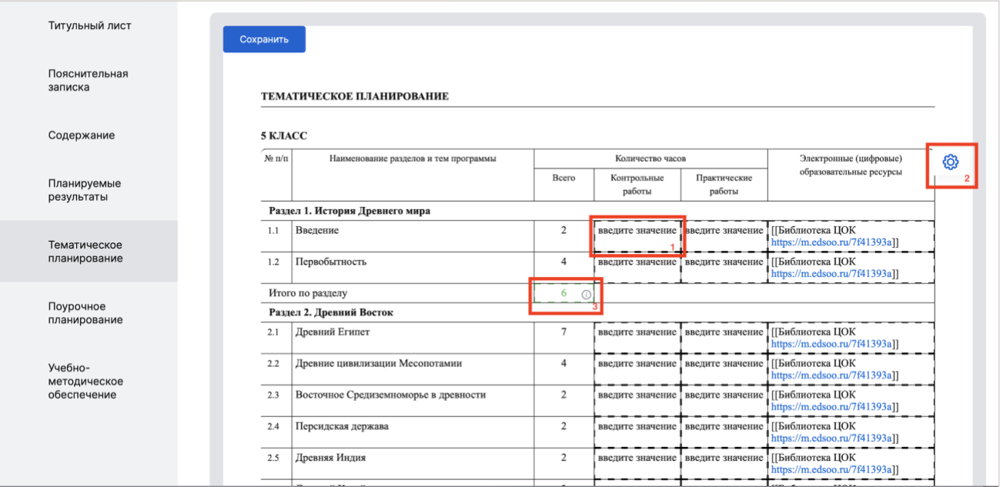 Титульный лист
Пояснительная
записка
Содержание
Планируемые
результаты
Тематическое
планирование
Поурочное
планирование
Учебно-
методическое
обеспечение
Сохранить
ТЕМАТИЧЕСКОЕ ПЛАНИРОВАНИЕ
5 КЛАСС
№ п/п Наименование разделов и тем программы Количество часов Электронные (цифровые)
образовательные ресурсы
2
Всего Контрольные
работы Практические
работы
Раздел 1. История Древнего мира
1.1 Введение 2 введите значение введите значение [[Библиотека ЦОК
https://m.edsoo.ru/7f41393a]]
1
1.2 Первобытность 4 введите значение введите значение [[Библиотека ЦОК
https://m.edsoo.ru/7f41393a]]
Итого по разделу 6
3
Раздел 2. Древний Восток
2.1 Древний Египет 7 введите значение введите значение [[Библиотека ЦОК
https://m.edsoo.ru/7f41393a]]
2.2 Древние цивилизации Месопотамии 4 введите значение введите значение [[Библиотека ЦОК
https://m.edsoo.ru/7f41393a]]
2.3 Восточное Средиземноморье в древности 2 введите значение введите значение [[Библиотека ЦОК
https://m.edsoo.ru/7f41393a]]
2.4 Персидская держава 2 введите значение введите значение [[Библиотека ЦОК
https://m.edsoo.ru/7f41393a]]
2.5 Древняя Индия 2 введите значение введите значение [[Библиотека ЦОК
https://m.edsoo.ru/7f41393a]]